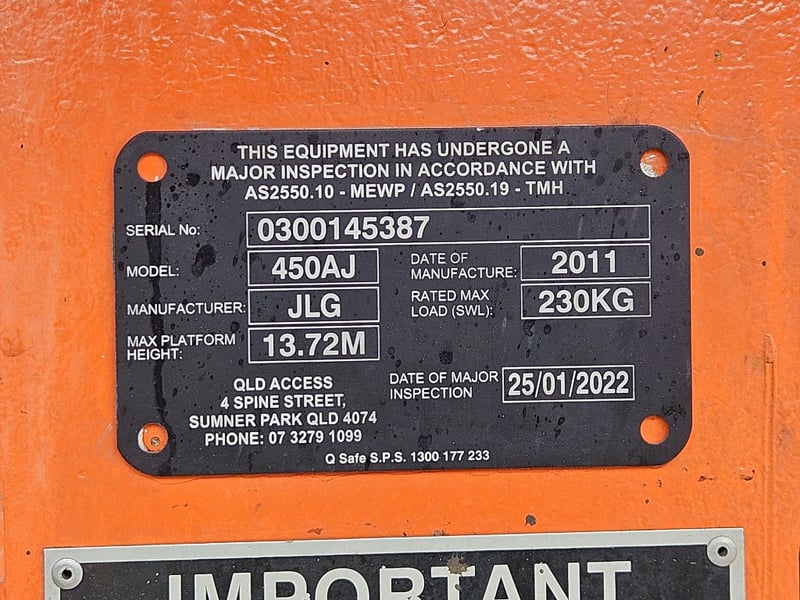 THIS EQUIPMENT HAS UNDERGONE A
MAJOR INSPECTION IN ACCORDANCE WITH
AS2550.10 - MEWP / AS2550.19 - TMH
SERIAL No: 0300145387
MODEL: 450AJ
DATE OF MANUFACTURE: 2011
MANUFACTURER: JLG
RATED MAX LOAD (SWL): 230KG
MAX PLATFORM HEIGHT: 13.72M
QLD ACCESS
4 SPINE STREET,
SUMNER PARK QLD 4074
PHONE: 07 3279 1099
DATE OF MAJOR INSPECTION 25/01/2022
Q Safe S.P.S. 1300 177 233
IMPORTANT